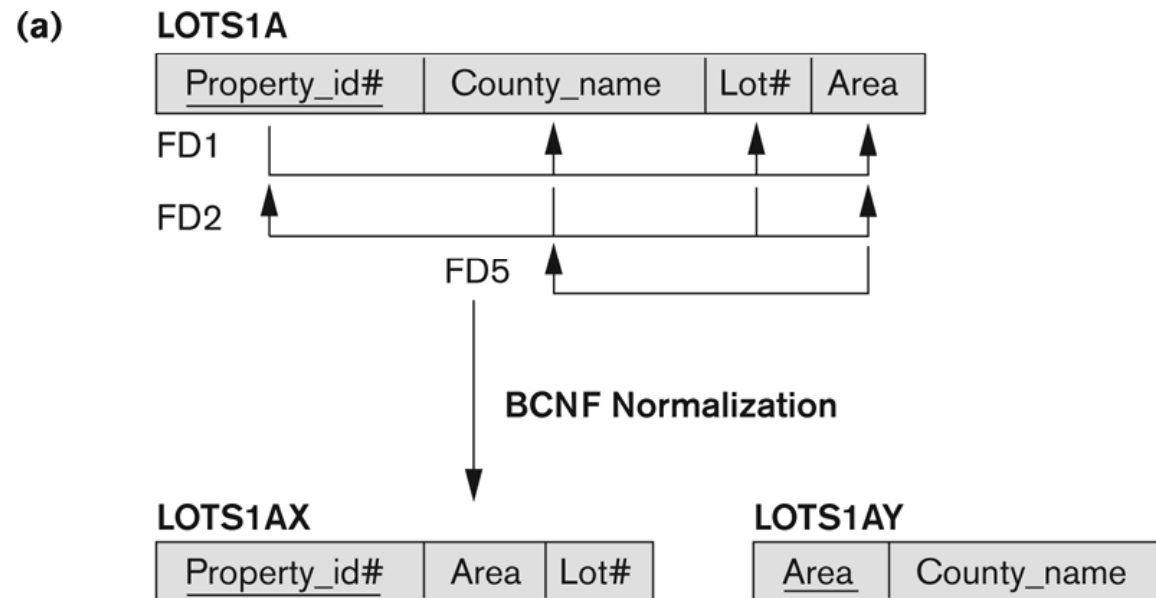 (a) LOTS1A
Property_id# County_name Lot# Area
FD1
FD2
FD5
BCNF Normalization
LOTS1AX LOTS1AY
Property_id# Area Lot# Area County_name